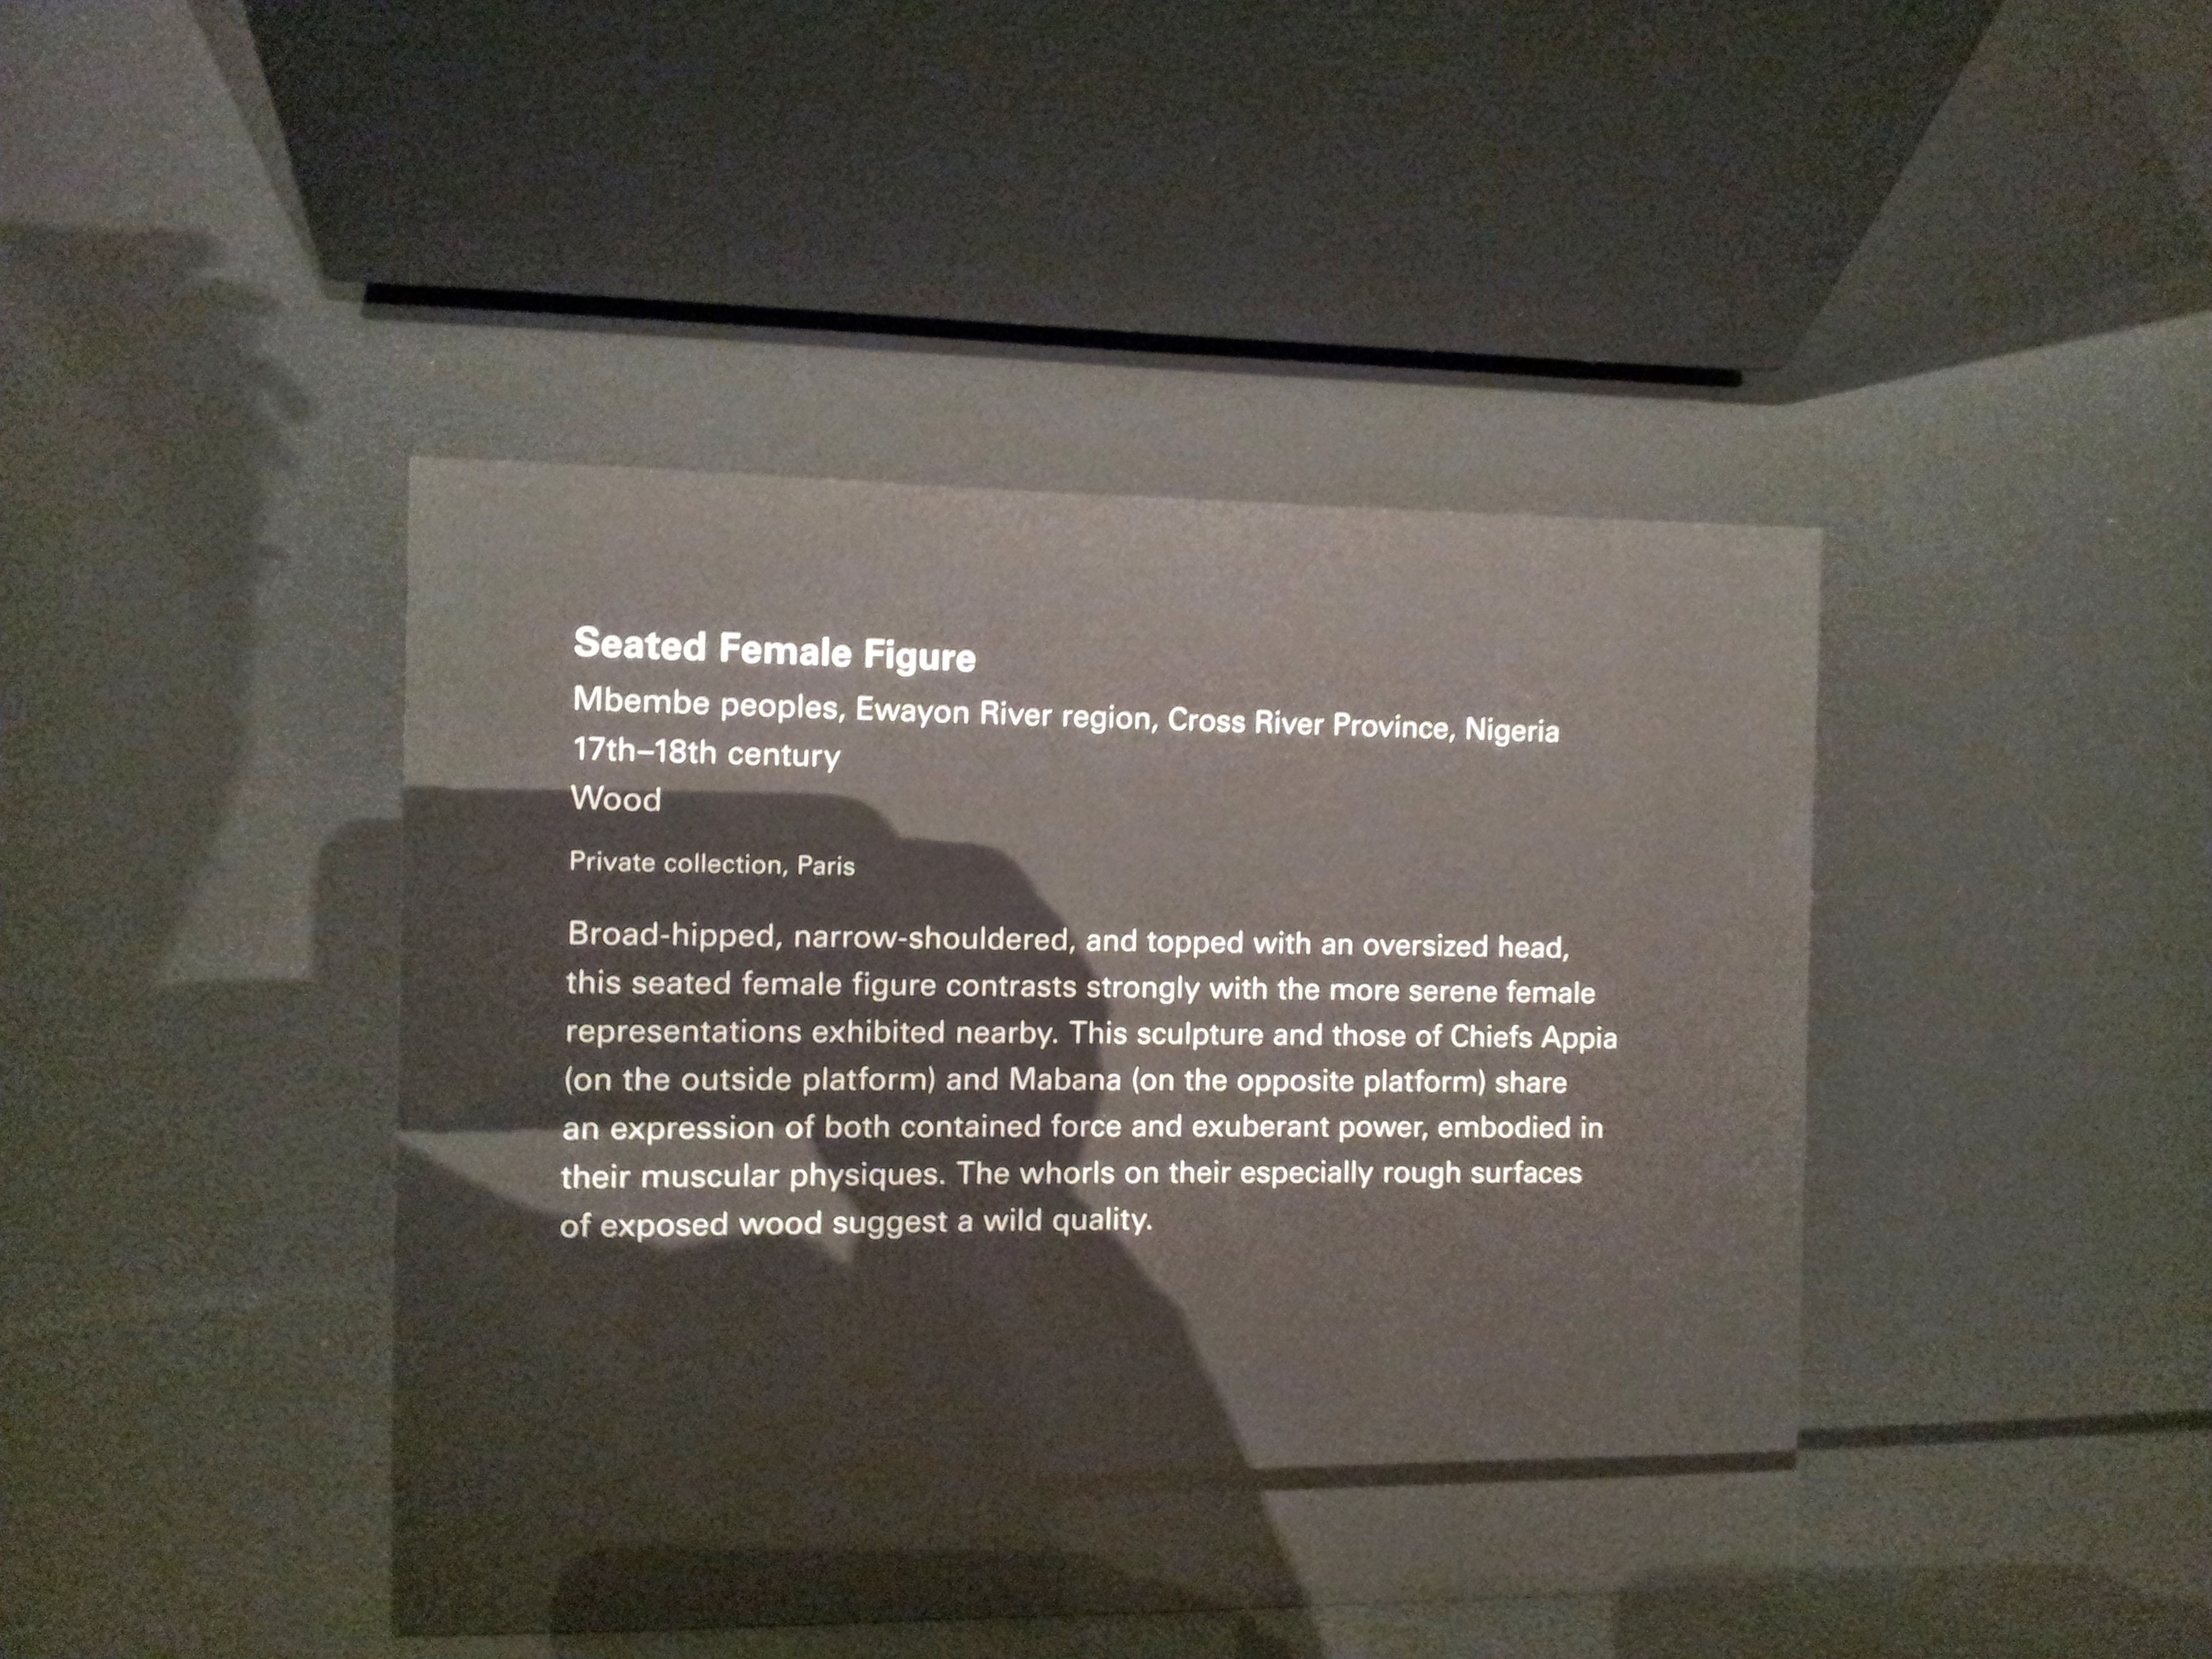 Seated Female Figure
Mbembe peoples, Ewayon River region, Cross River Province, Nigeria
17th–18th century
Wood
Private collection, Paris
Broad-hipped, narrow-shouldered, and topped with an oversized head,
this seated female figure contrasts strongly with the more serene female
representations exhibited nearby. This sculpture and those of Chiefs Appia
(on the outside platform) and Mabana (on the opposite platform) share
an expression of both contained force and exuberant power, embodied in
their muscular physiques. The whorls on their especially rough surfaces
of exposed wood suggest a wild quality.